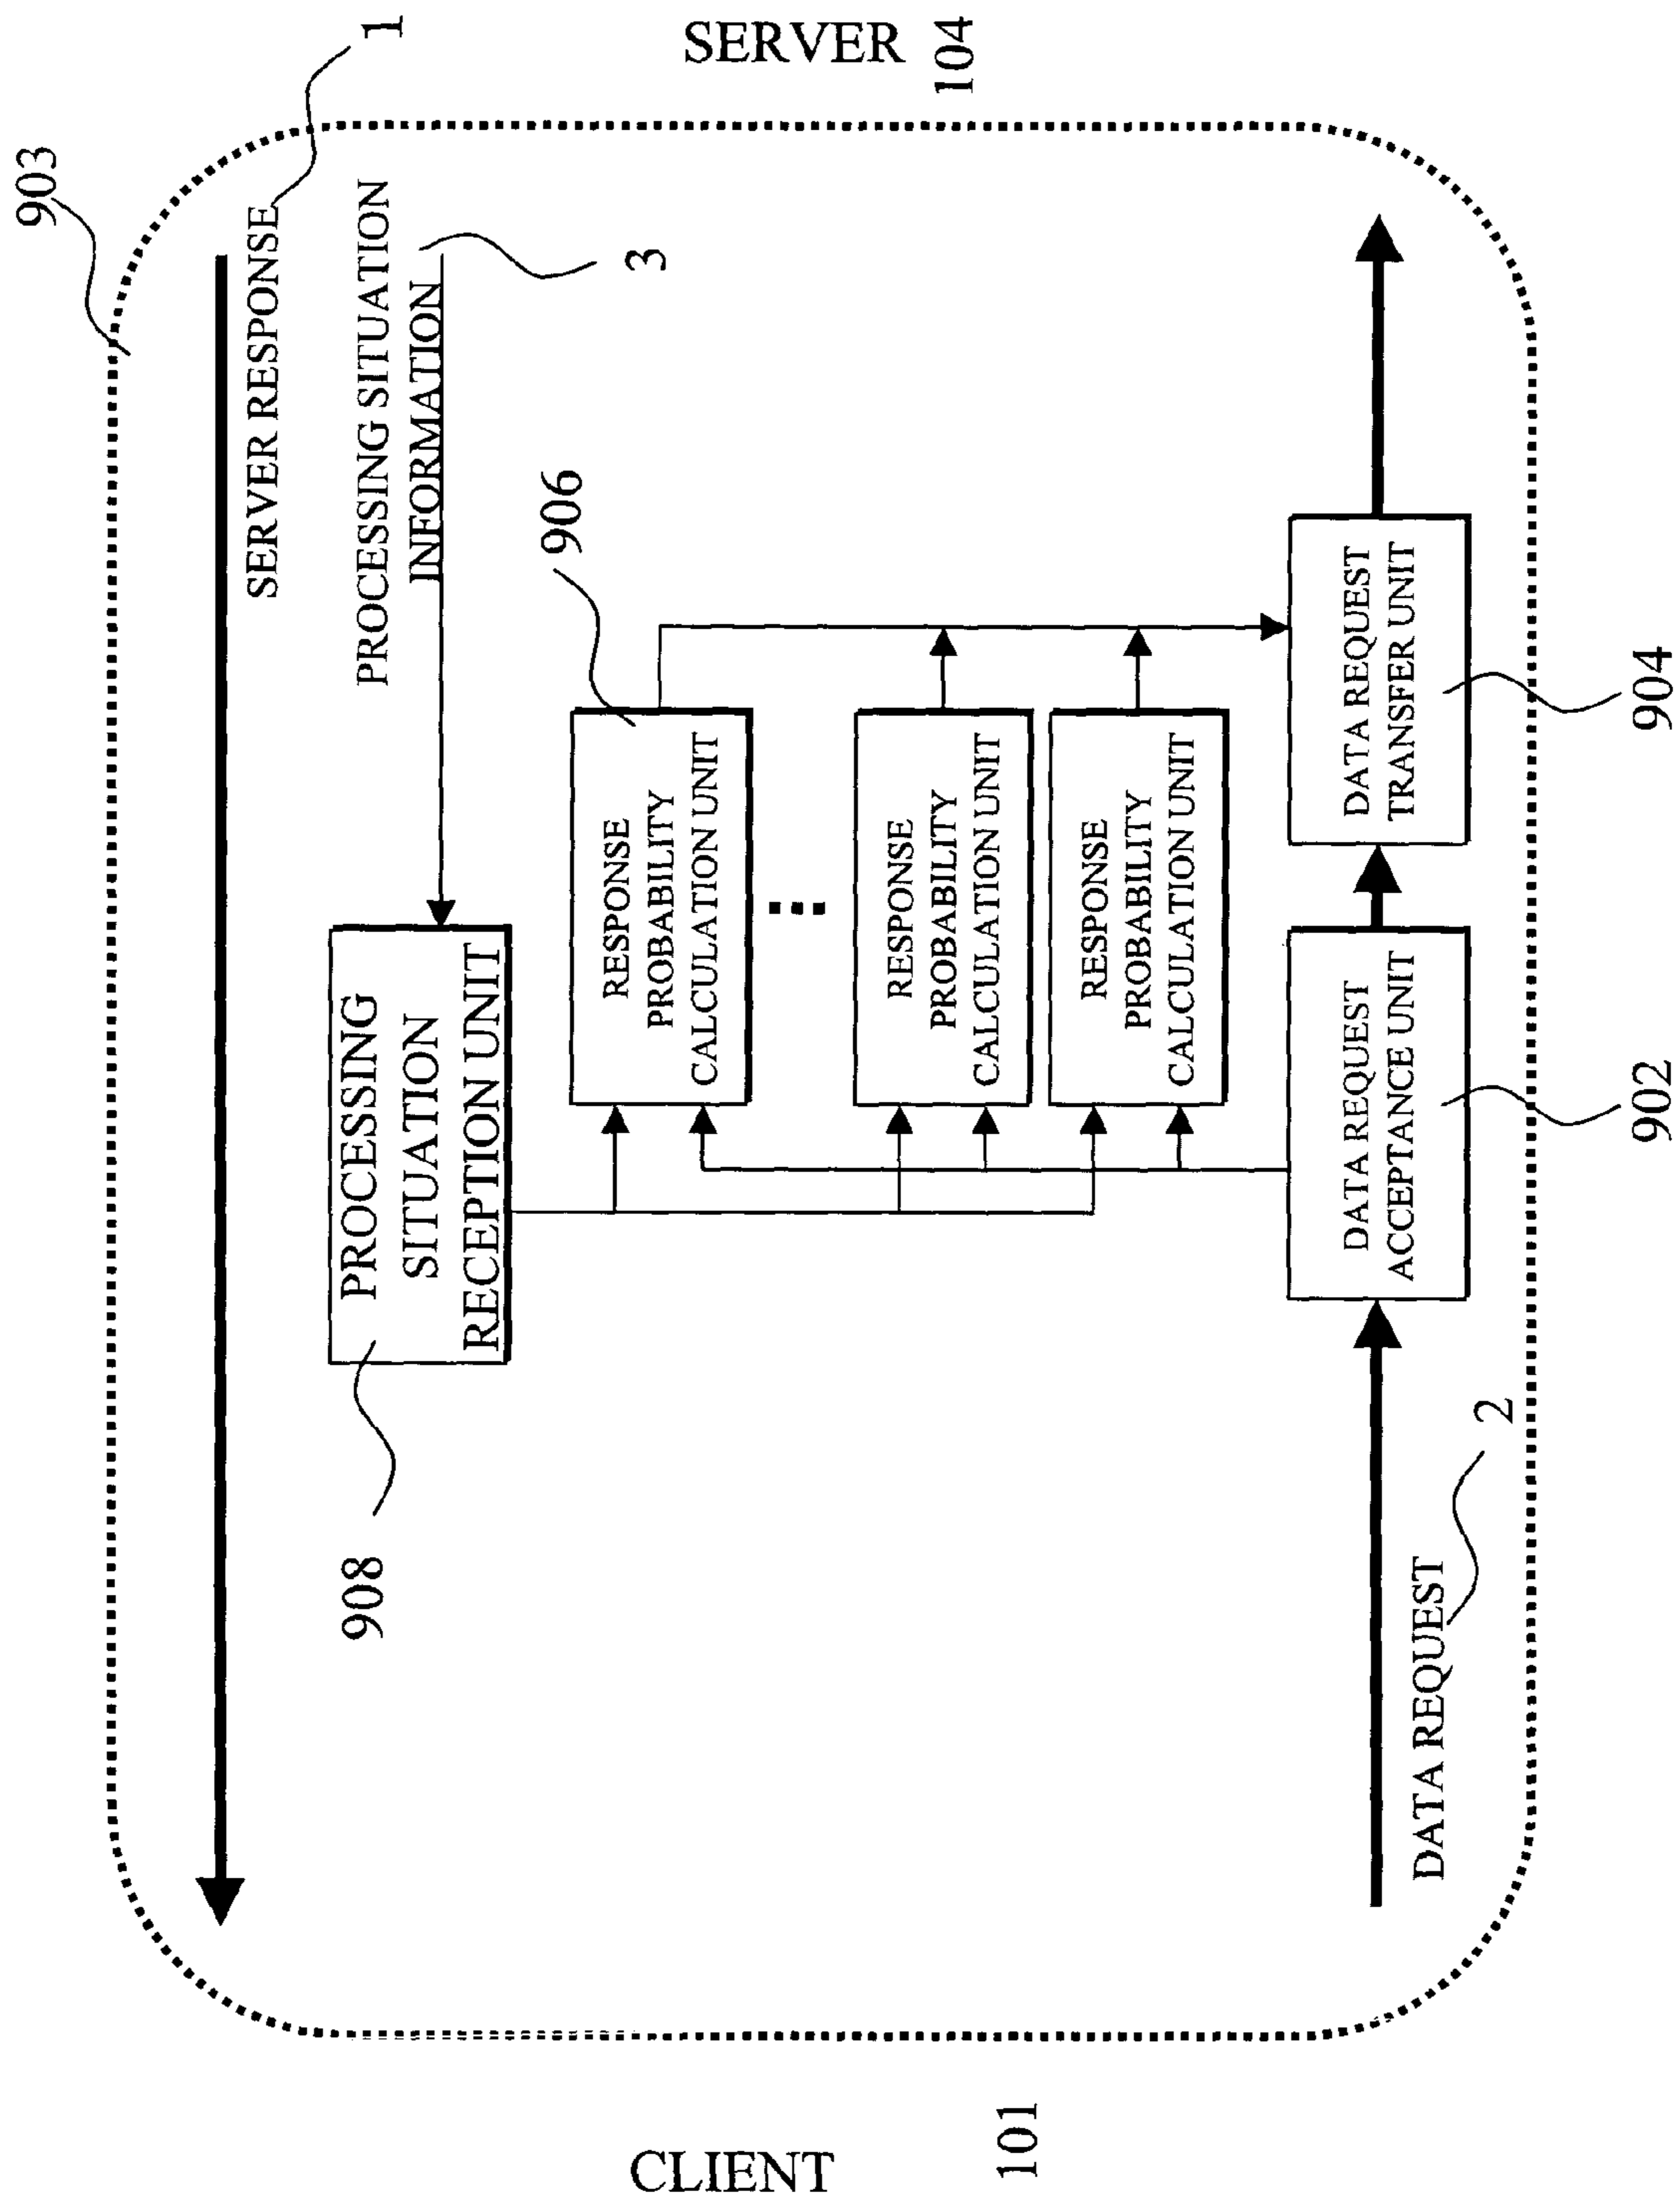 903
SERVER RESPONSE
1
PROCESSING SITUATION
INFORMATION
3
908
PROCESSING
SITUATION
RECEPTION UNIT
906
RESPONSE
PROBABILITY
CALCULATION UNIT
RESPONSE
PROBABILITY
CALCULATION UNIT
RESPONSE
PROBABILITY
CALCULATION UNIT
CLIENT
101
SERVER
104
DATA REQUEST
ACCEPTANCE UNIT
DATA REQUEST
TRANSFER UNIT
DATA REQUEST
2
902
904